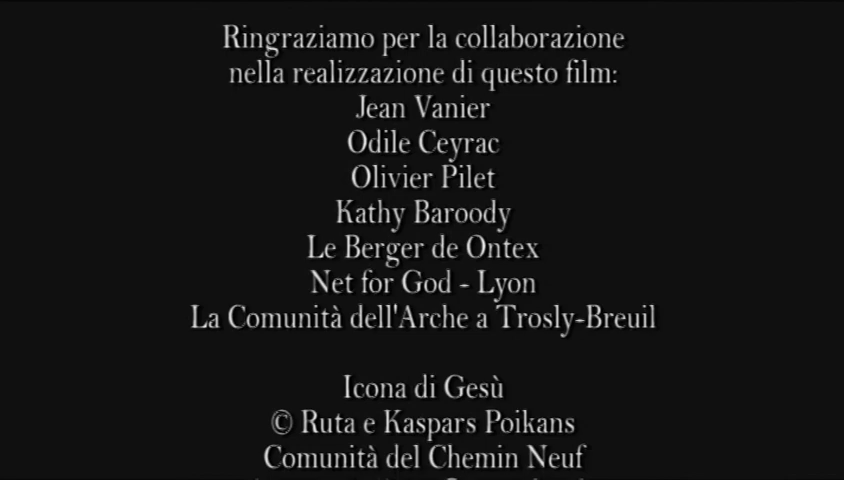 Ringraziamo per la collaborazione
nella realizzazione di questo film:
Jean Vanier
Odile Ceyrac
Olivier Pilet
Kathy Baroody
Le Berger de Ontex
Net for God - Lyon
La Comunità dell'Arche a Trosly-Breuil
Icona di Gesù
© Ruta e Kaspars Poikans
Comunità del Chemin Neuf